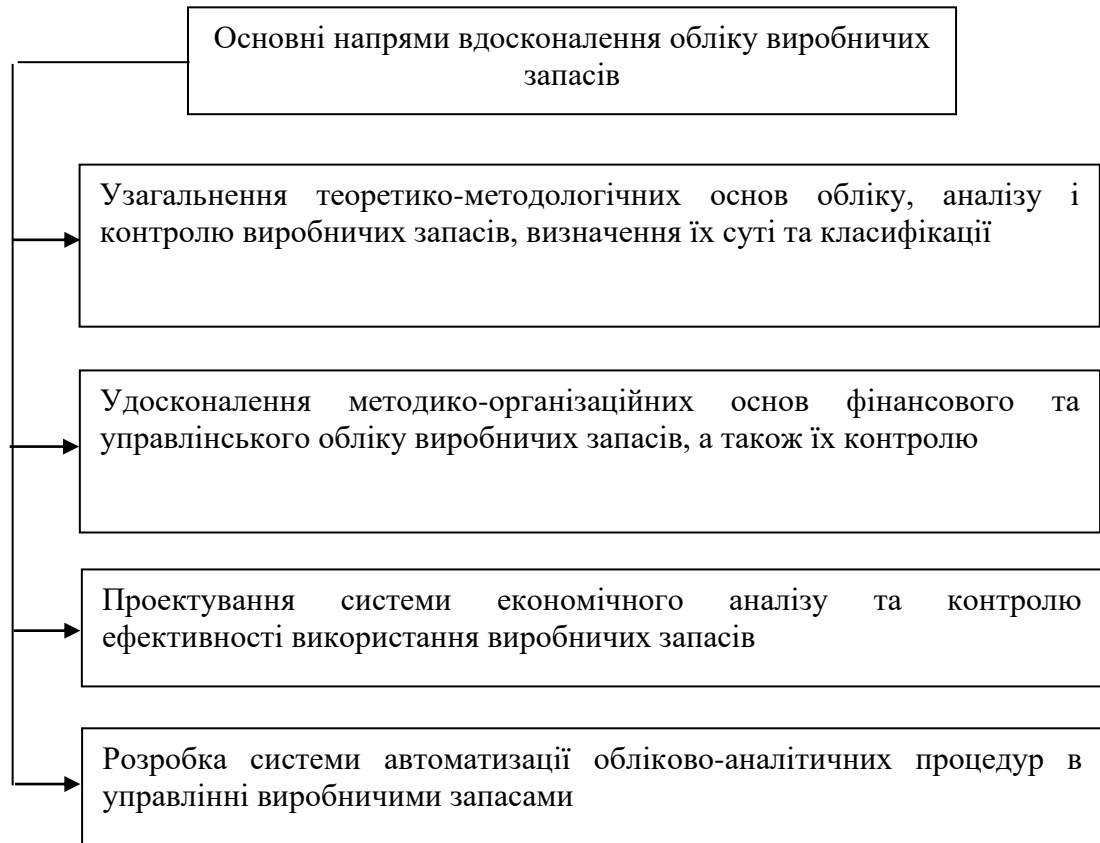 Основні напрями вдосконалення обліку виробничих
запасів
Узагальнення теоретико-методологічних основ обліку, аналізу і
контролю виробничих запасів, визначення їх суті та класифікації
Удосконалення методико-організаційних основ фінансового та
управлінського обліку виробничих запасів, а також їх контролю
Проектування системи економічного аналізу та контролю
ефективності використання виробничих запасів
Розробка системи автоматизації обліково-аналітичних процедур в
управлінні виробничими запасами